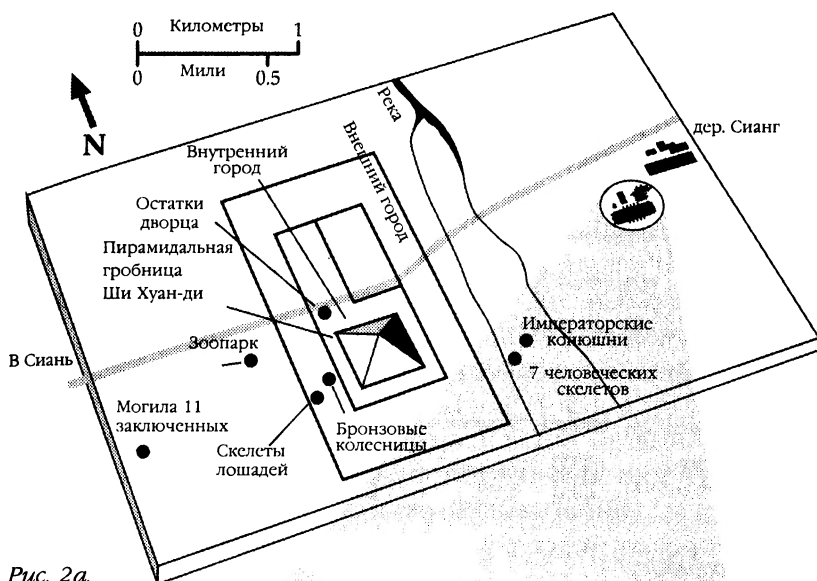 0 Километры 1
0 Мили 0.5
N
Река
дер. Сианг
Внутренний
город
Внешний город
Остатки
дворца
Пирамидальная
гробница
Ши Хуан-ди
Зоопарк
В Сиань
Могила 11
заключенных
Скелеты
лошадей
Бронзовые
колесницы
Императорские
конюшни
7 человеческих
скелетов
Рис. 2а.